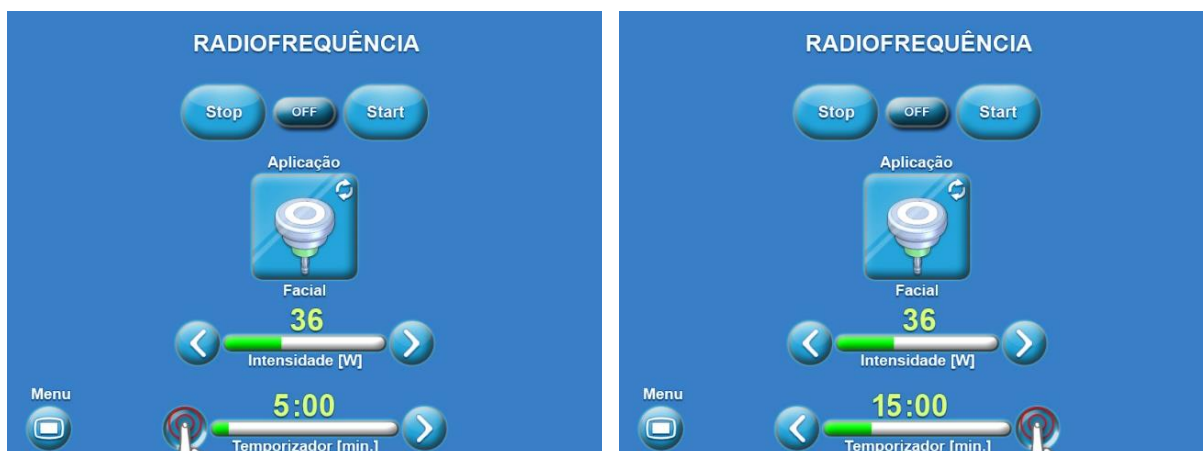 RADIOFREQUÊNCIA
Stop OFF Start
Aplicação
Facial
36
Intensidade [W]
Menu
5:00
Temporizador [min.]
RADIOFREQUÊNCIA
Stop OFF Start
Aplicação
Facial
36
Intensidade [W]
Menu
15:00
Temporizador [min.]